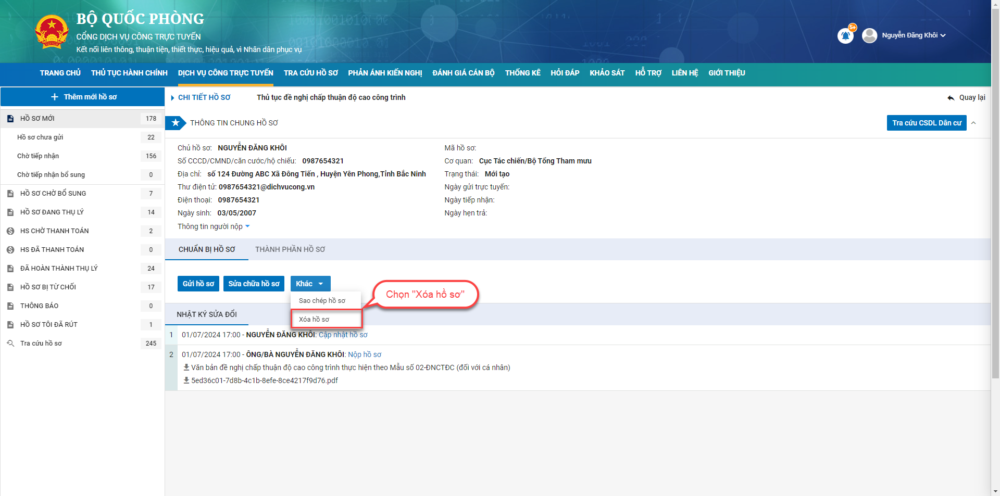 BỘ QUỐC PHÒNG
CỔNG DỊCH VỤ CÔNG TRỰC TUYẾN
Kết nối liên thông, thuận tiện, thiết thực, hiệu quả, vì Nhân dân phục vụ
5+
Nguyễn Đăng Khôi
TRANG CHỦ THỦ TỤC HÀNH CHÍNH DỊCH VỤ CÔNG TRỰC TUYẾN TRA CỨU HỒ SƠ PHẢN ÁNH KIẾN NGHỊ ĐÁNH GIÁ CÁN BỘ THỐNG KÊ HỎI ĐÁP KHẢO SÁT HỖ TRỢ LIÊN HỆ GIỚI THIỆU
Thêm mới hồ sơ
HỒ SƠ MỚI 178
Hồ sơ chưa gửi 22
Chờ tiếp nhận 156
Chờ tiếp nhận bổ sung 0
HỒ SƠ CHỜ BỔ SUNG 7
HỒ SƠ ĐANG THỤ LÝ 14
HS CHỜ THANH TOÁN 2
HS ĐÃ THANH TOÁN 0
ĐÃ HOÀN THÀNH THỤ LÝ 24
HỒ SƠ BỊ TỪ CHỐI 17
THÔNG BÁO 0
HỒ SƠ TÔI ĐÃ RÚT 1
Tra cứu hồ sơ 245
CHI TIẾT HỒ SƠ Thủ tục đề nghị chấp thuận độ cao công trình Quay lại
THÔNG TIN CHUNG HỒ SƠ Tra cứu CSDL Dân cư
Chủ hồ sơ: NGUYỄN ĐĂNG KHÔI
Số CCCD/CMND/căn cước/hộ chiếu: 0987654321
Địa chỉ: số 124 Đường ABC Xã Đông Tiến , Huyện Yên Phong,Tỉnh Bắc Ninh
Thư điện tử: 0987654321@dichvucong.vn
Điện thoại: 0987654321
Ngày sinh: 03/05/2007
Thông tin người nộp
Mã hồ sơ:
Cơ quan: Cục Tác chiến/Bộ Tổng Tham mưu
Trạng thái: Mới tạo
Ngày gửi trực tuyến:
Ngày tiếp nhận:
Ngày hẹn trả:
CHUẨN BỊ HỒ SƠ THÀNH PHẦN HỒ SƠ
Gửi hồ sơ Sửa chữa hồ sơ Khác
Sao chép hồ sơ
Xóa hồ sơ
Chọn "Xóa hồ sơ"
NHẬT KÝ SỬA ĐỔI
1 01/07/2024 17:00 - NGUYỄN ĐĂNG KHÔI: Cập nhật hồ sơ
2 01/07/2024 17:00 - ÔNG/BÀ NGUYỄN ĐĂNG KHÔI: Nộp hồ sơ
Văn bản đề nghị chấp thuận độ cao công trình thực hiện theo Mẫu số 02-ĐNCTĐC (đối với cá nhân)
5ed36c01-7d8b-4c1b-8efe-8ce4217f9d76.pdf